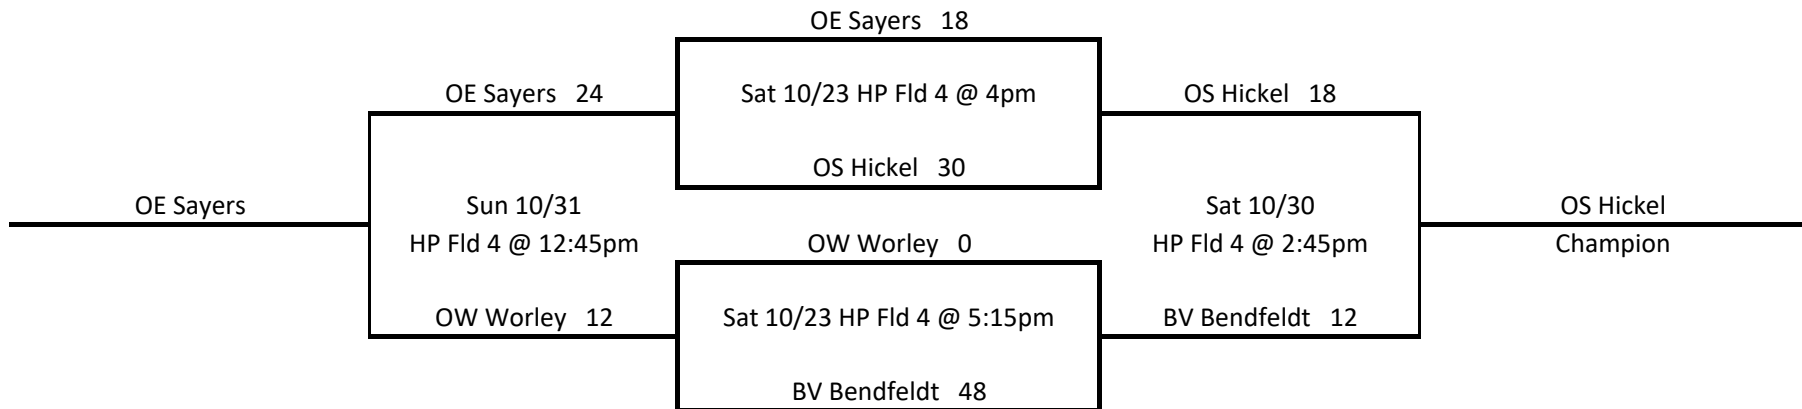 OE Sayers 18
OE Sayers 24
Sat 10/23 HP Fld 4 @ 4pm
OS Hickel 18
OS Hickel 30
OE Sayers
Sun 10/31
Sat 10/30
OS Hickel
HP Fld 4 @ 12:45pm
OW Worley 0
HP Fld 4 @ 2:45pm
Champion
OW Worley 12
Sat 10/23 HP Fld 4 @ 5:15pm
BV Bendfeldt 12
BV Bendfeldt 48